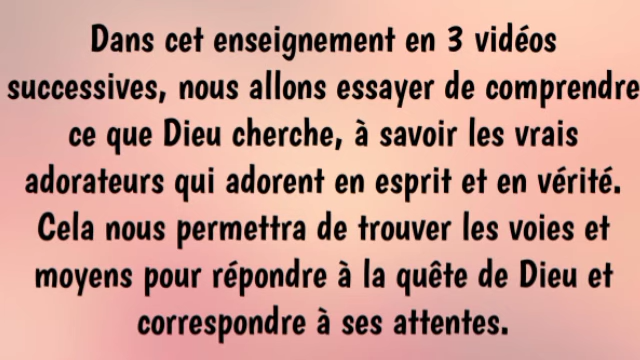 Dans cet enseignement en 3 vidéos
successives, nous allons essayer de comprendre
ce que Dieu cherche, à savoir les vrais
adorateurs qui adorent en esprit et en vérité.
Cela nous permettra de trouver les voies et
moyens pour répondre à la quête de Dieu et
correspondre à ses attentes.